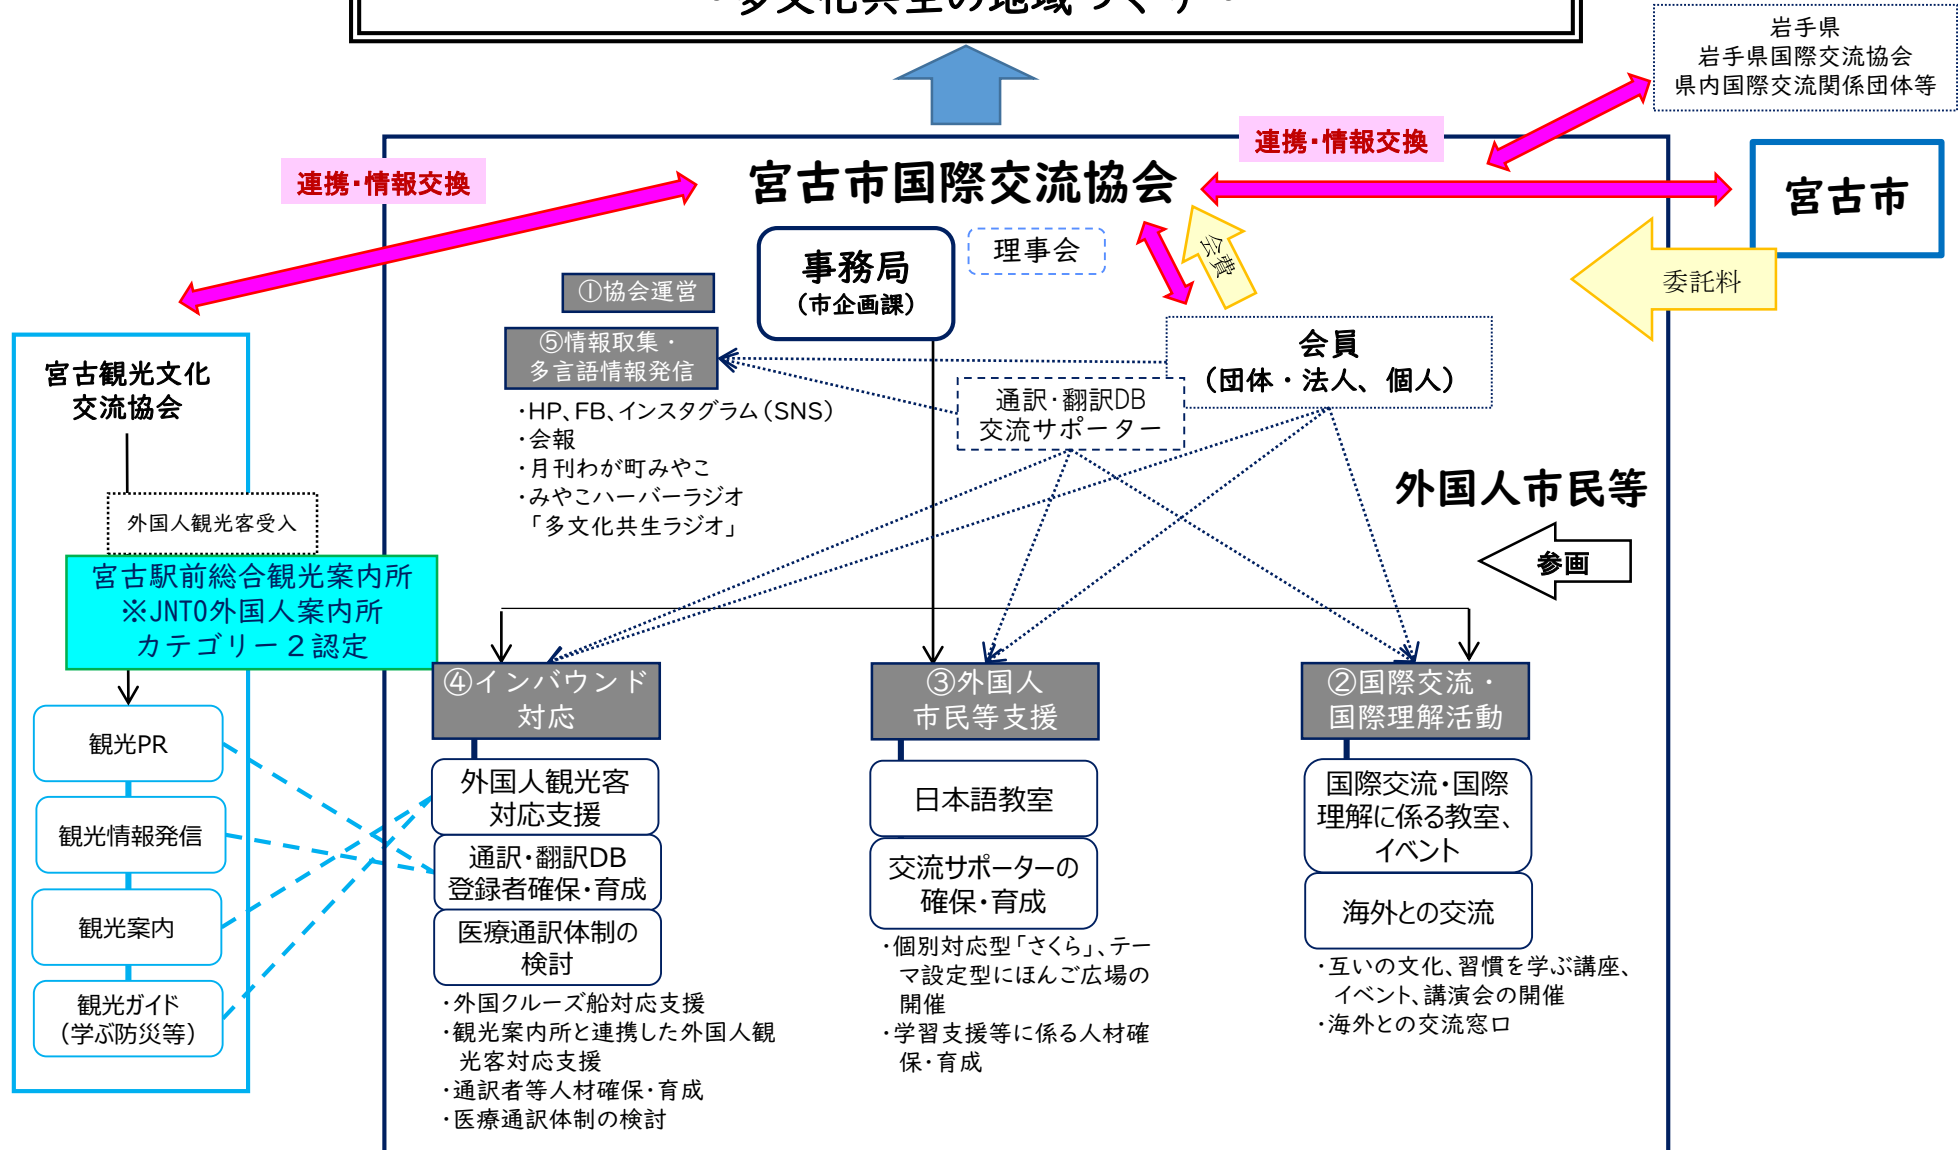 ～多文化共生の地域づくり～
岩手県
岩手県国際交流協会
県内国際交流関係団体等
連携・情報交換
連携・情報交換
宮古市国際交流協会
宮古市
事務局
（市企画課）
理事会
会費
委託料
①協会運営
⑤情報取集・
多言語情報発信
・HP、FB、インスタグラム（SNS）
・会報
・月刊わが町みやこ
・みやこハーバーラジオ
「多文化共生ラジオ」
会員
（団体・法人、個人）
通訳・翻訳DB
交流サポーター
外国人市民等
参画
宮古観光文化
交流協会
外国人観光客受入
宮古駅前総合観光案内所
※JNTO外国人案内所
カテゴリー２認定
観光PR
観光情報発信
観光案内
観光ガイド
（学ぶ防災等）
④インバウンド
対応
外国人観光客
対応支援
通訳・翻訳DB
登録者確保・育成
医療通訳体制の
検討
・外国クルーズ船対応支援
・観光案内所と連携した外国人観
光客対応支援
・通訳者等人材確保・育成
・医療通訳体制の検討
③外国人
市民等支援
日本語教室
交流サポーターの
確保・育成
・個別対応型「さくら」、テー
マ設定型にほんご広場の
開催
・学習支援等に係る人材確
保・育成
②国際交流・
国際理解活動
国際交流・国際
理解に係る教室、
イベント
海外との交流
・互いの文化、習慣を学ぶ講座、
イベント、講演会の開催
・海外との交流窓口